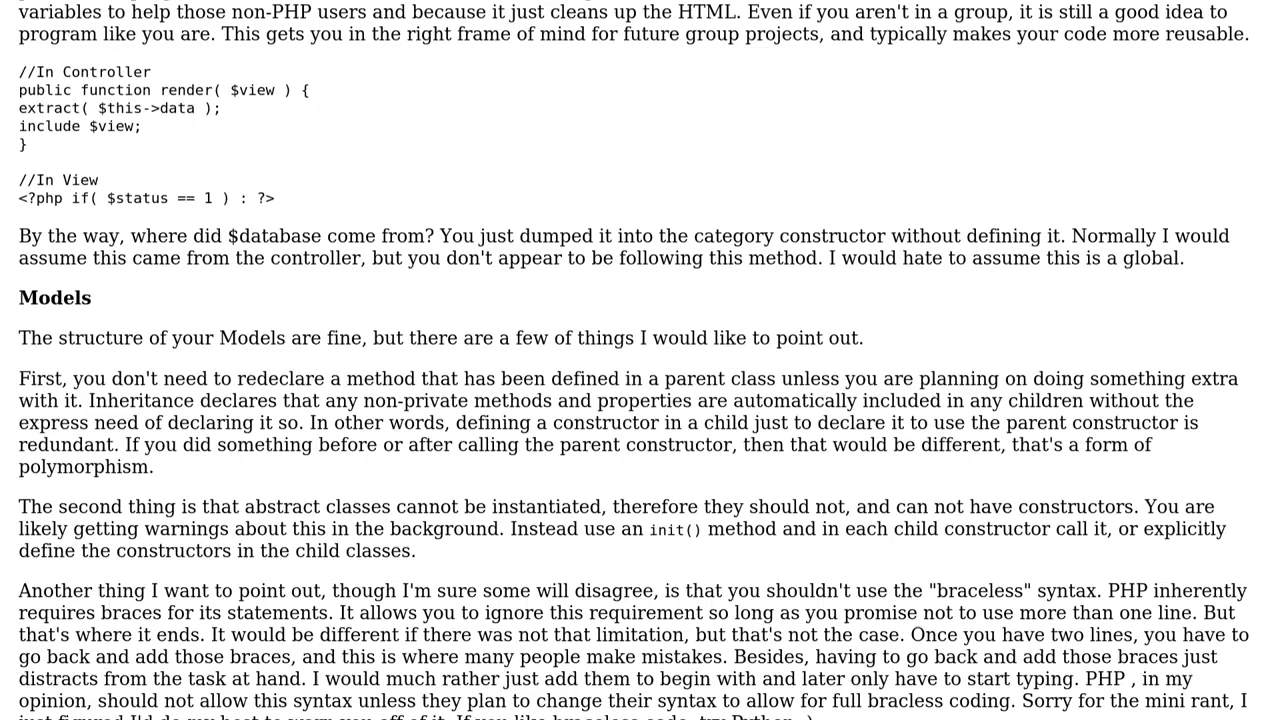 variables to help those non-PHP users and because it just cleans up the HTML. Even if you aren't in a group, it is still a good idea to
program like you are. This gets you in the right frame of mind for future group projects, and typically makes your code more reusable.
//In Controller
public function render( $view ) {
extract( $this->data );
include $view;
}
//In View
<?php if( $status == 1 ) : ?>
By the way, where did $database come from? You just dumped it into the category constructor without defining it. Normally I would
assume this came from the controller, but you don't appear to be following this method. I would hate to assume this is a global.
Models
The structure of your Models are fine, but there are a few of things I would like to point out.
First, you don't need to redeclare a method that has been defined in a parent class unless you are planning on doing something extra
with it. Inheritance declares that any non-private methods and properties are automatically included in any children without the
express need of declaring it so. In other words, defining a constructor in a child just to declare it to use the parent constructor is
redundant. If you did something before or after calling the parent constructor, then that would be different, that's a form of
polymorphism.
The second thing is that abstract classes cannot be instantiated, therefore they should not, and can not have constructors. You are
likely getting warnings about this in the background. Instead use an init() method and in each child constructor call it, or explicitly
define the constructors in the child classes.
Another thing I want to point out, though I'm sure some will disagree, is that you shouldn't use the "braceless" syntax. PHP inherently
requires braces for its statements. It allows you to ignore this requirement so long as you promise not to use more than one line. But
that's where it ends. It would be different if there was not that limitation, but that's not the case. Once you have two lines, you have to
go back and add those braces, and this is where many people make mistakes. Besides, having to go back and add those braces just
distracts from the task at hand. I would much rather just add them to begin with and later only have to start typing. PHP , in my
opinion, should not allow this syntax unless they plan to change their syntax to allow for full bracless coding. Sorry for the mini rant, I